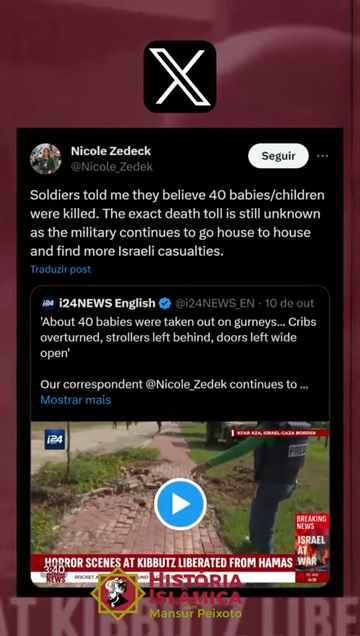 Nicole Zedeck
@Nicole_Zedek
Seguir
Soldiers told me they believe 40 babies/children
were killed. The exact death toll is still unknown
as the military continues to go house to house
and find more Israeli casualties.
Traduzir post
i24NEWS English @i24NEWS_EN · 10 de out
'About 40 babies were taken out on gurneys... Cribs
overturned, strollers left behind, doors left wide
open'
Our correspondent @Nicole_Zedek continues to ...
Mostrar mais
i24
KFAR AZA, ISRAEL-GAZA BORDER
PRESS
BREAKING
NEWS
ISRAEL
AT
WAR
3:40
HORROR SCENES AT KIBBUTZ LIBERATED FROM HAMAS
NEWS
ROCKET
HISTÓRIA
ISLÂMICA
COM
Mansur Peixoto